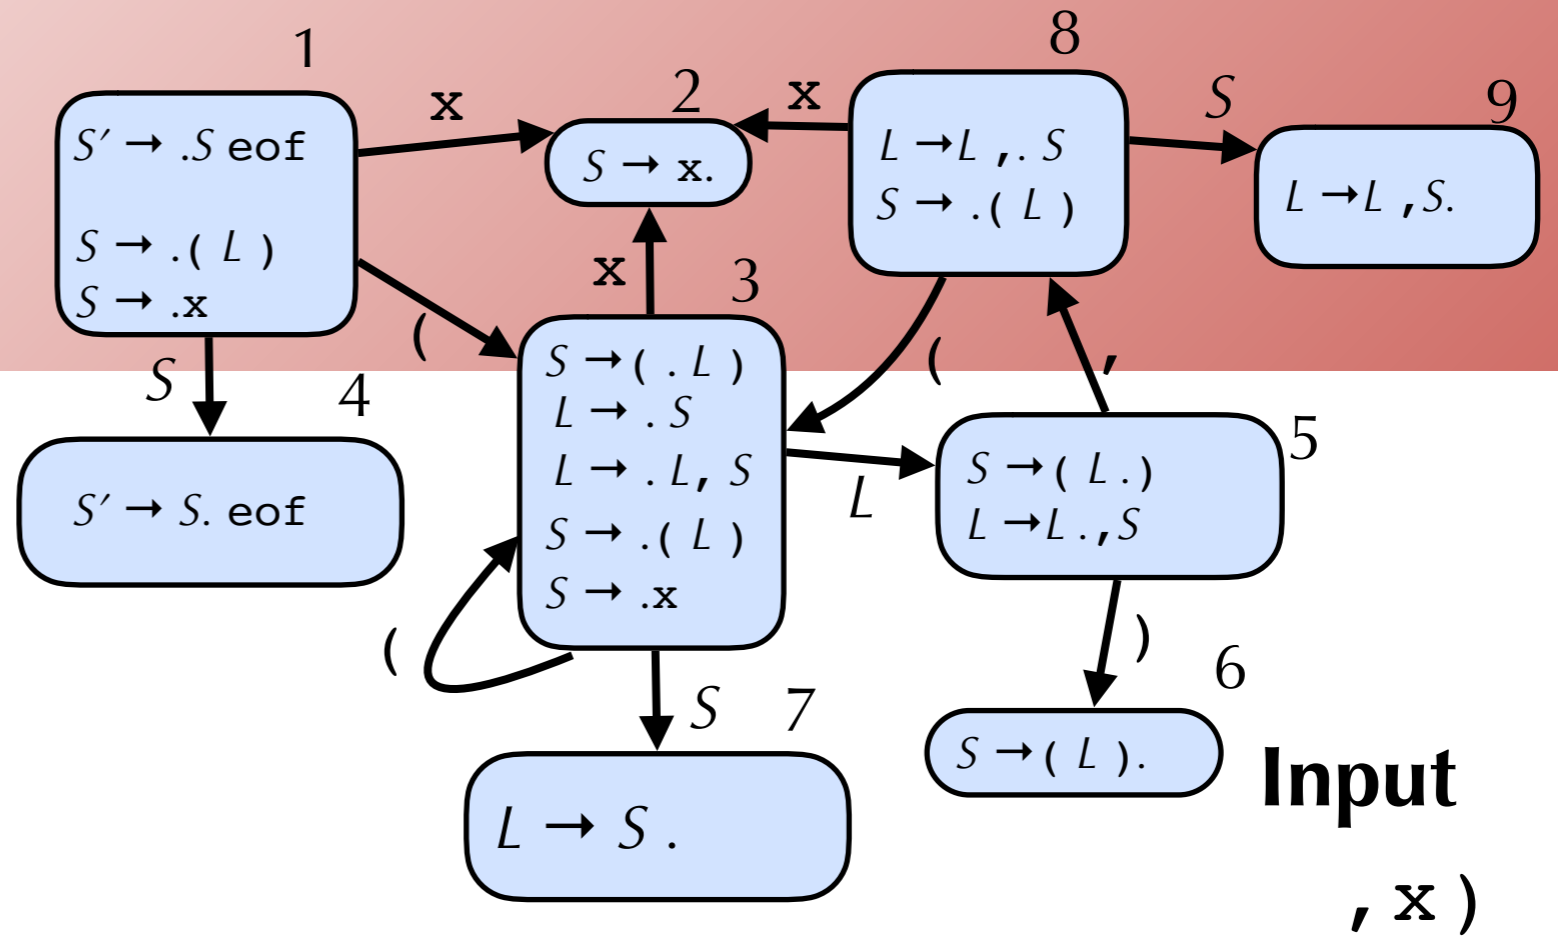 1
S′ → .S eof
S → .( L )
S → .x
x
2
S → x.
x
8
L →L ,. S
S → .( L )
S
9
L →L ,S.
(
x
3
S →( . L )
L → . S
L → . L, S
S → .( L )
S → .x
(
,
S
4
S′ → S. eof
L
5
S →( L .)
L →L .,S
(
)
S
7
L → S .
6
S →( L ).
Input
,x)